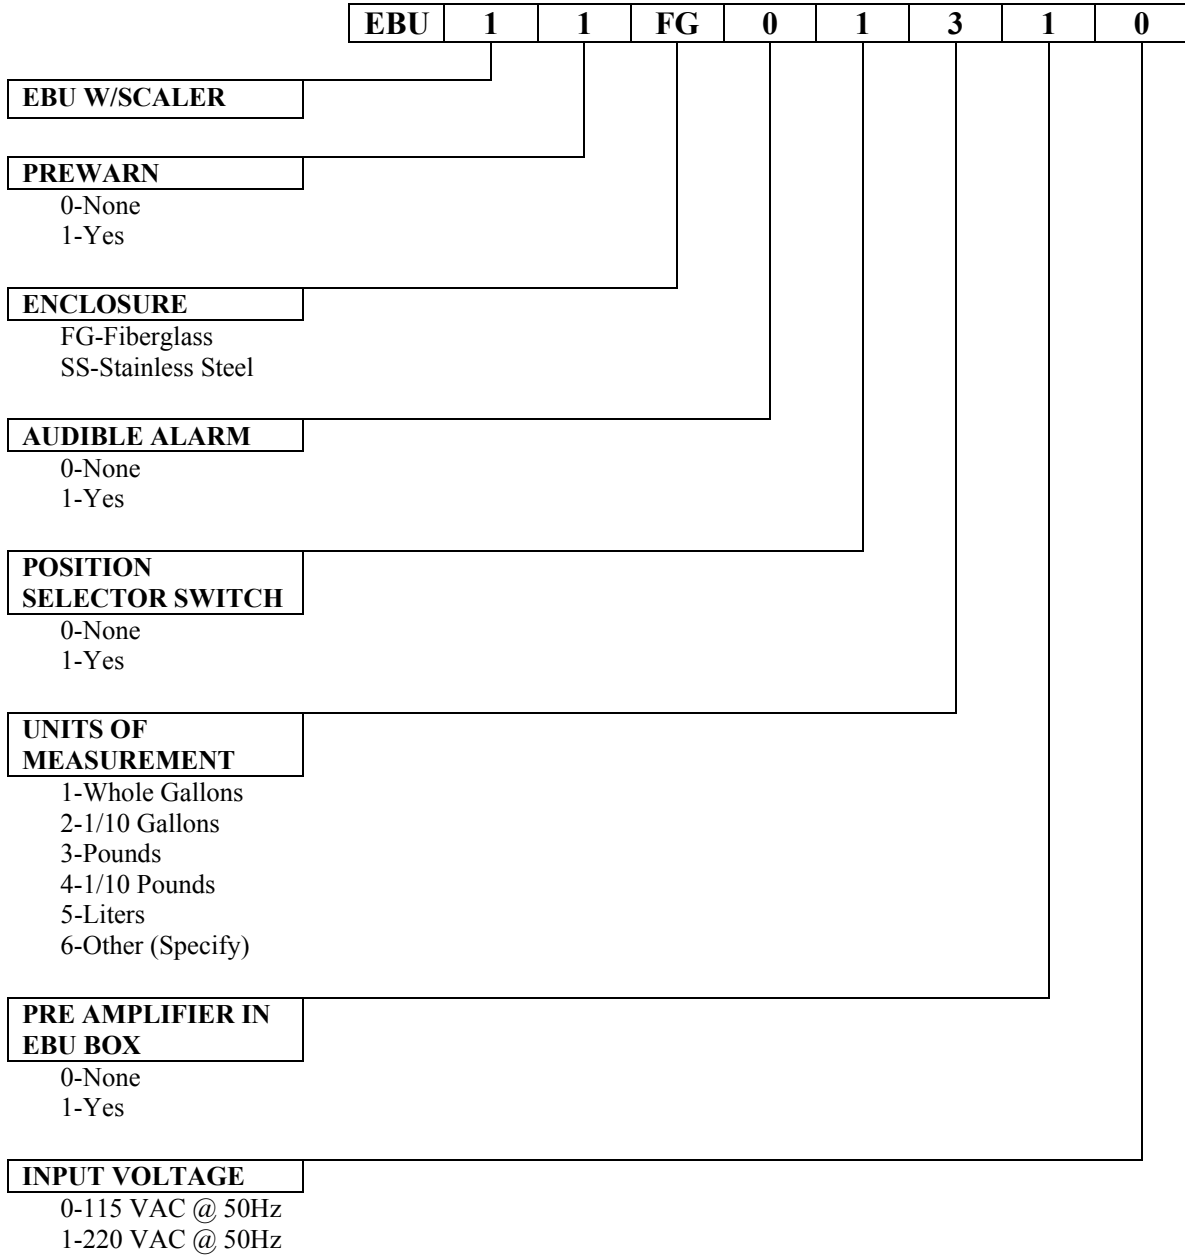 EBU 1 1 FG 0 1 3 1 0
EBU W/SCALER
PREWARN
0-None
1-Yes
ENCLOSURE
FG-Fiberglass
SS-Stainless Steel
AUDIBLE ALARM
0-None
1-Yes
POSITION
SELECTOR SWITCH
0-None
1-Yes
UNITS OF
MEASUREMENT
1-Whole Gallons
2-1/10 Gallons
3-Pounds
4-1/10 Pounds
5-Liters
6-Other (Specify)
PRE AMPLIFIER IN
EBU BOX
0-None
1-Yes
INPUT VOLTAGE
0-115 VAC @ 50Hz
1-220 VAC @ 50Hz